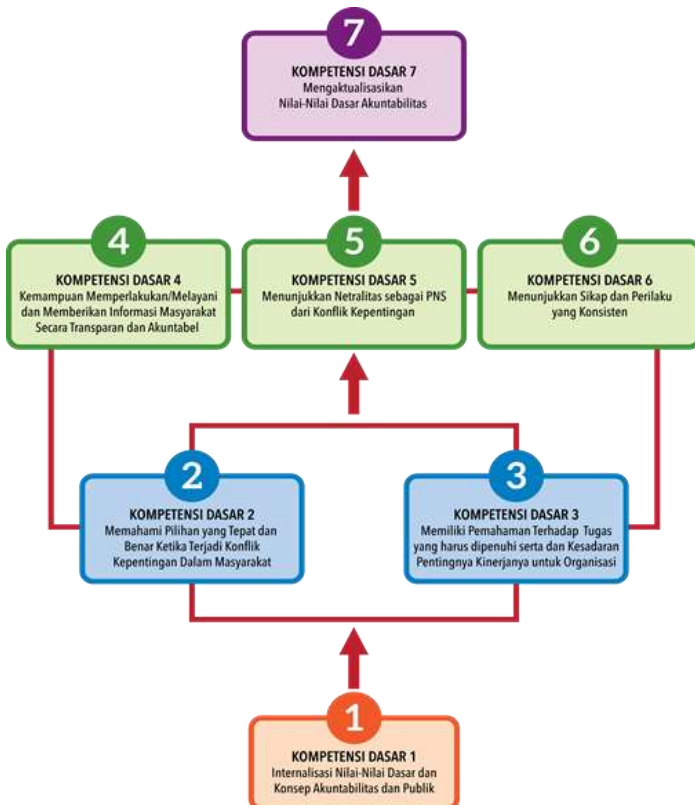 7
KOMPETENSI DASAR 7
Mengaktualisasikan
Nilai-Nilai Dasar Akuntabilitas
4
KOMPETENSI DASAR 4
Kemampuan Memperlakukan/Melayani
dan Memberikan Informasi Masyarakat
Secara Transparan dan Akuntabel
5
KOMPETENSI DASAR 5
Menunjukkan Netralitas sebagai PNS
dari Konflik Kepentingan
6
KOMPETENSI DASAR 6
Menunjukkan Sikap dan Perilaku
yang Konsisten
2
KOMPETENSI DASAR 2
Memahami Pilihan yang Tepat dan
Benar Ketika Terjadi Konflik
Kepentingan Dalam Masyarakat
3
KOMPETENSI DASAR 3
Memiliki Pemahaman Terhadap Tugas
yang harus dipenuhi serta dan Kesadaran
Pentingnya Kinerjanya untuk Organisasi
1
KOMPETENSI DASAR 1
Internalisasi Nilai-Nilai Dasar dan
Konsep Akuntabilitas dan Publik